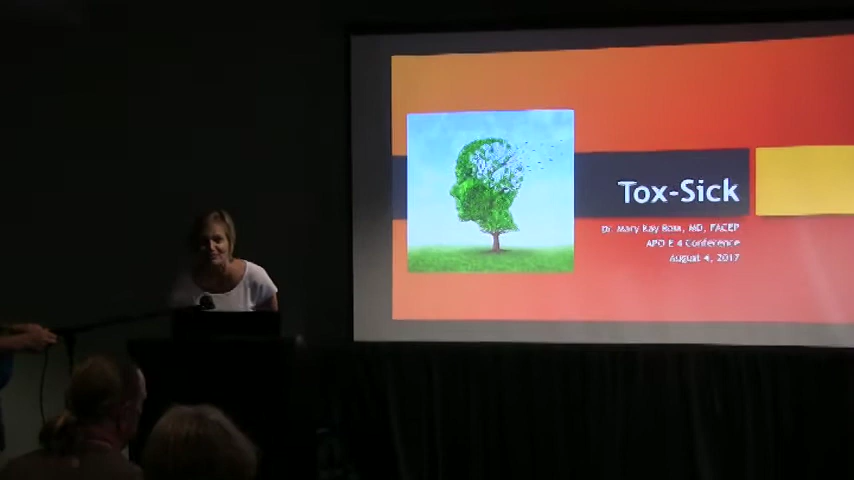 Tox-Sick
Dr. Mary Kay Ross, MD, FACEP
APO E 4 Conference
August 4, 2017